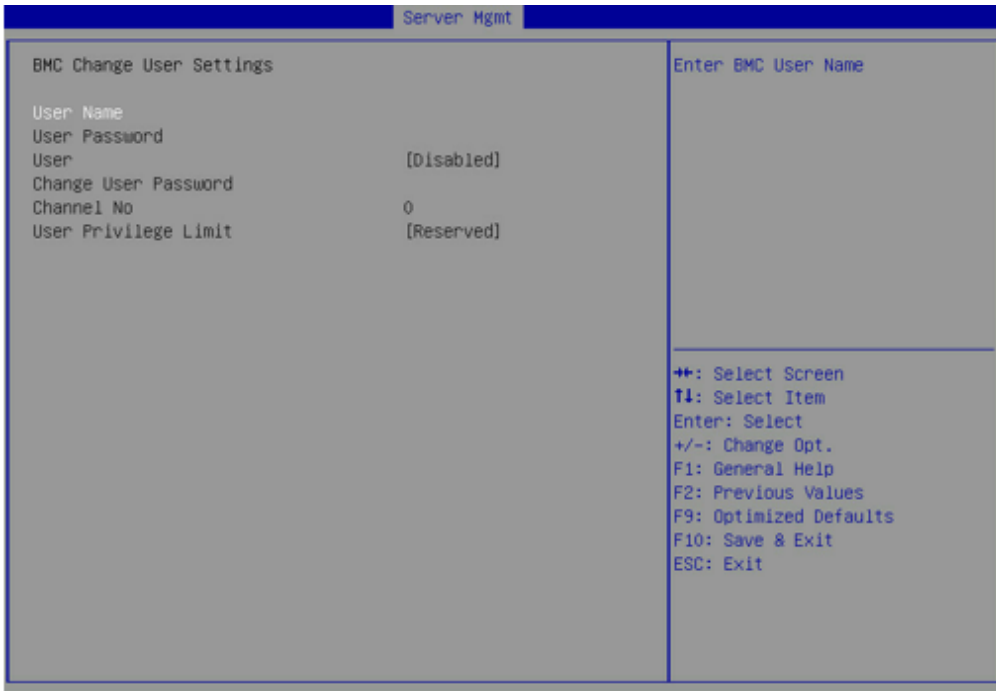 Server Mgmt
BMC Change User Settings
User Name
User Password
User [Disabled]
Change User Password
Channel No 0
User Privilege Limit [Reserved]
Enter BMC User Name
→←: Select Screen
↑↓: Select Item
Enter: Select
+/-: Change Opt.
F1: General Help
F2: Previous Values
F9: Optimized Defaults
F10: Save & Exit
ESC: Exit